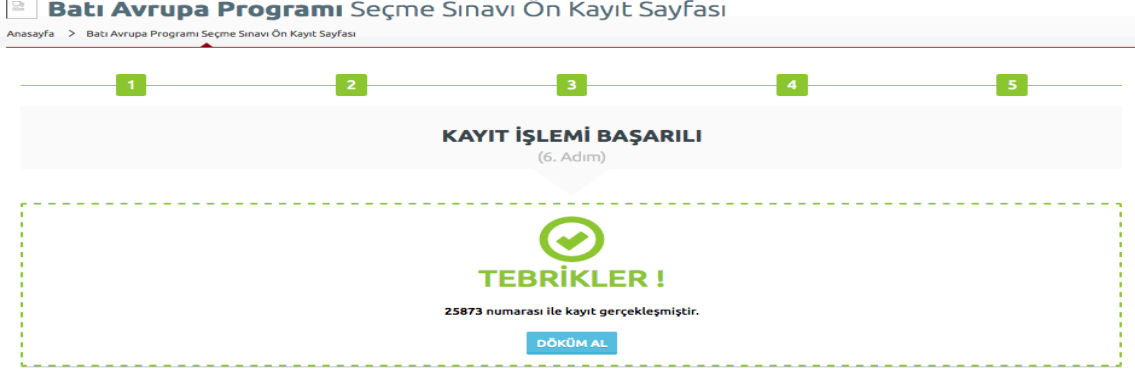 Batı Avrupa Programı Seçme Sınavı Ön Kayıt Sayfası
Anasayfa > Batı Avrupa Programı Seçme Sınavı Ön Kayıt Sayfası
1 2 3 4 5
KAYIT İŞLEMİ BAŞARILI
(6. Adım)
TEBRİKLER !
25873 numarası ile kayıt gerçekleşmiştir.
DÖKÜM AL